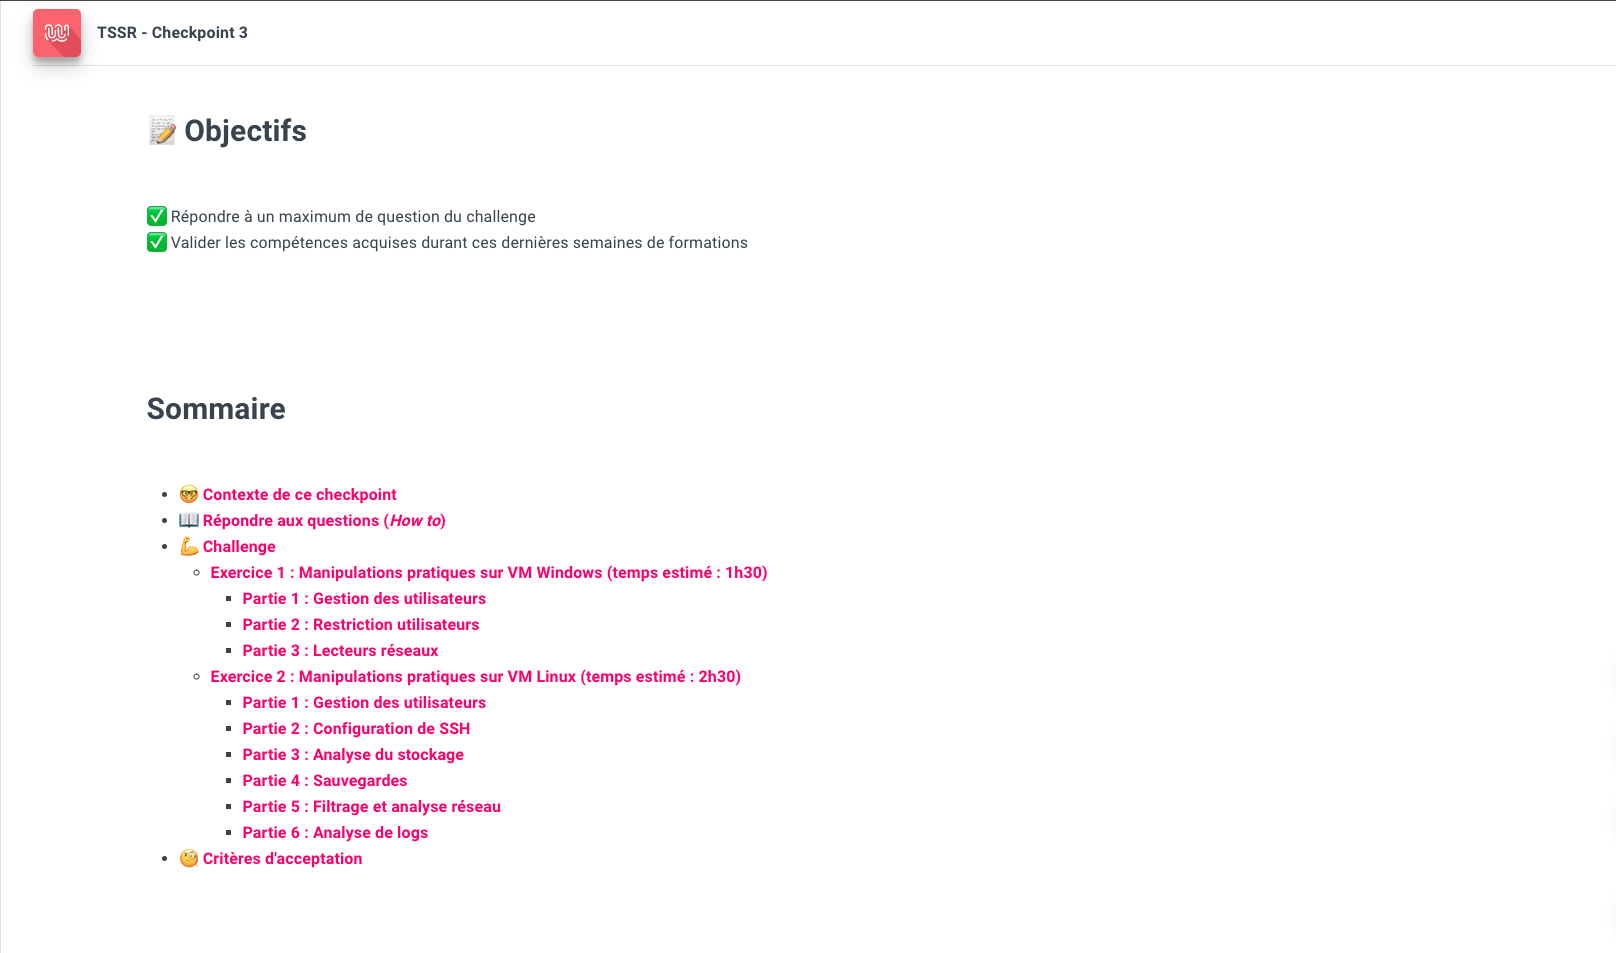 TSSR - Checkpoint 3
Objectifs
Répondre à un maximum de question du challenge
Valider les compétences acquises durant ces dernières semaines de formations
Sommaire
Contexte de ce checkpoint
Répondre aux questions (How to)
Challenge
Exercice 1 : Manipulations pratiques sur VM Windows (temps estimé : 1h30)
Partie 1 : Gestion des utilisateurs
Partie 2 : Restriction utilisateurs
Partie 3 : Lecteurs réseaux
Exercice 2 : Manipulations pratiques sur VM Linux (temps estimé : 2h30)
Partie 1 : Gestion des utilisateurs
Partie 2 : Configuration de SSH
Partie 3 : Analyse du stockage
Partie 4 : Sauvegardes
Partie 5 : Filtrage et analyse réseau
Partie 6 : Analyse de logs
Critères d'acceptation